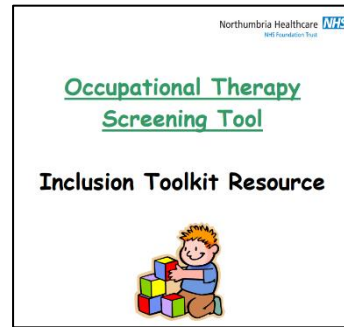 Northumbria Healthcare NHS
NHS Foundation Trust
Occupational Therapy
Screening Tool
Inclusion Toolkit Resource